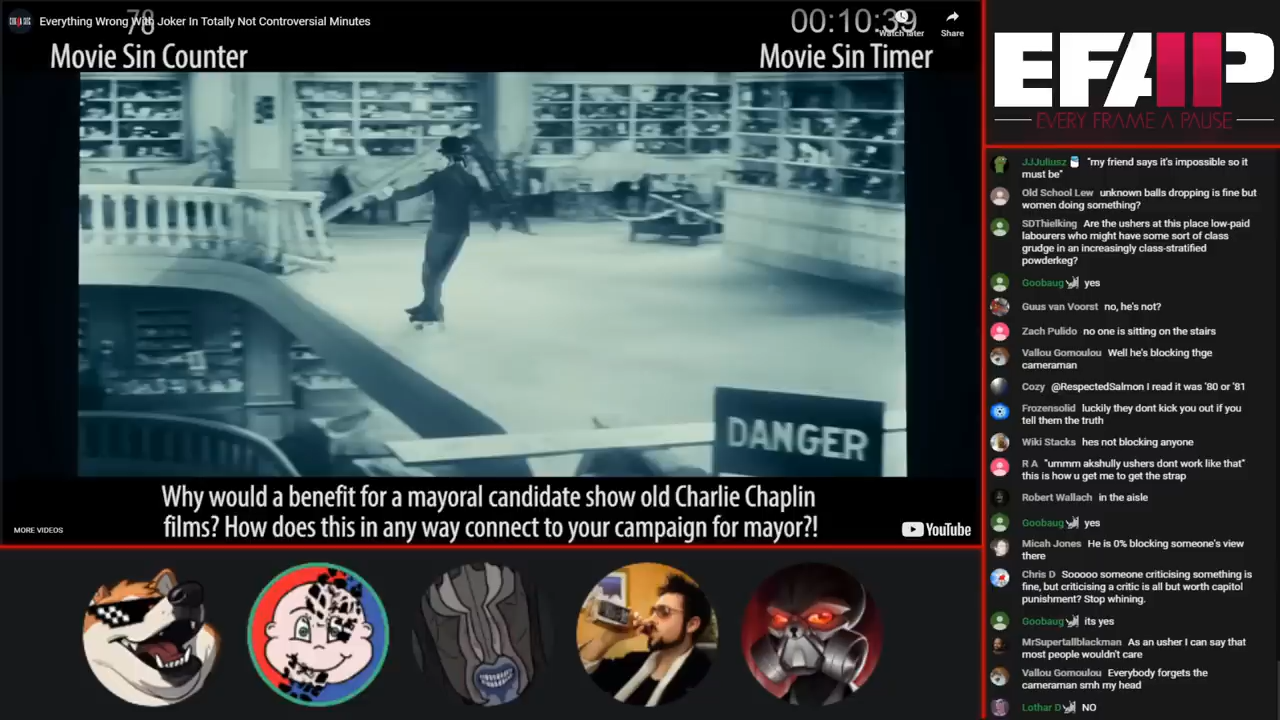 Everything Wrong With Joker In Totally Not Controversial Minutes
78
Movie Sin Counter
00:10:39
Watch later
Share
Movie Sin Timer
DANGER
Why would a benefit for a mayoral candidate show old Charlie Chaplin
films? How does this in any way connect to your campaign for mayor?!
MORE VIDEOS
YouTube
EFAP
EVERY FRAME A PAUSE
JJJuliusz "my friend says it's impossible so it
must be"
Old School Lew unknown balls dropping is fine but
women doing something?
SDThielking Are the ushers at this place low-paid
labourers who might have some sort of class
grudge in an increasingly class-stratified
powderkeg?
Goobaug yes
Guus van Voorst no, he's not?
Zach Pulido no one is sitting on the stairs
Vallou Gomoulou Well he's blocking thge
cameraman
Cozy @RespectedSalmon I read it was '80 or '81
Frozensolid luckily they dont kick you out if you
tell them the truth
Wiki Stacks hes not blocking anyone
R A "ummm akshully ushers dont work like that"
this is how u get me to get the strap
Robert Wallach in the aisle
Goobaug yes
Micah Jones He is 0% blocking someone's view
there
Chris D Sooooo someone criticising something is
fine, but criticising a critic is all but worth capitol
punishment? Stop whining.
Goobaug its yes
MrSupertallblackman As an usher I can say that
most people wouldn't care
Vallou Gomoulou Everybody forgets the
cameraman smh my head
Lothar D NO